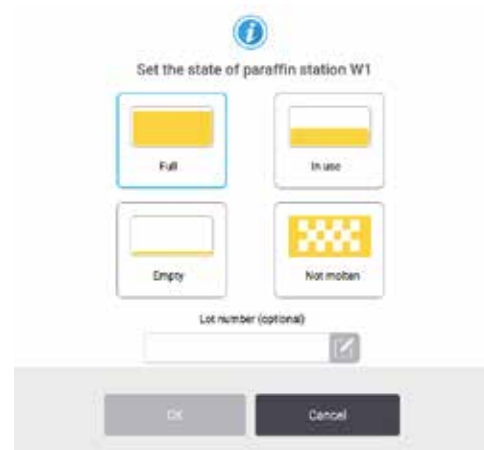 Set the state of paraffin station W1
Full
In use
Empty
Not molten
Lot number (optional)
OK
Cancel